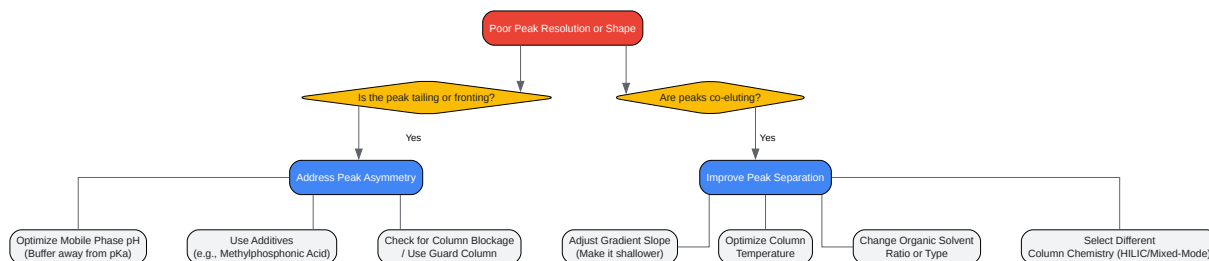 Poor Peak Resolution or Shape
Is the peak tailing or fronting?
Are peaks co-eluting?
Yes
Yes
Address Peak Asymmetry
Improve Peak Separation
Optimize Mobile Phase pH
(Buffer away from pKa)
Use Additives
(e.g., Methylphosphonic Acid)
Check for Column Blockage
/ Use Guard Column
Adjust Gradient Slope
(Make it shallower)
Optimize Column
Temperature
Change Organic Solvent
Ratio or Type
Select Different
Column Chemistry (HILIC/Mixed-Mode)